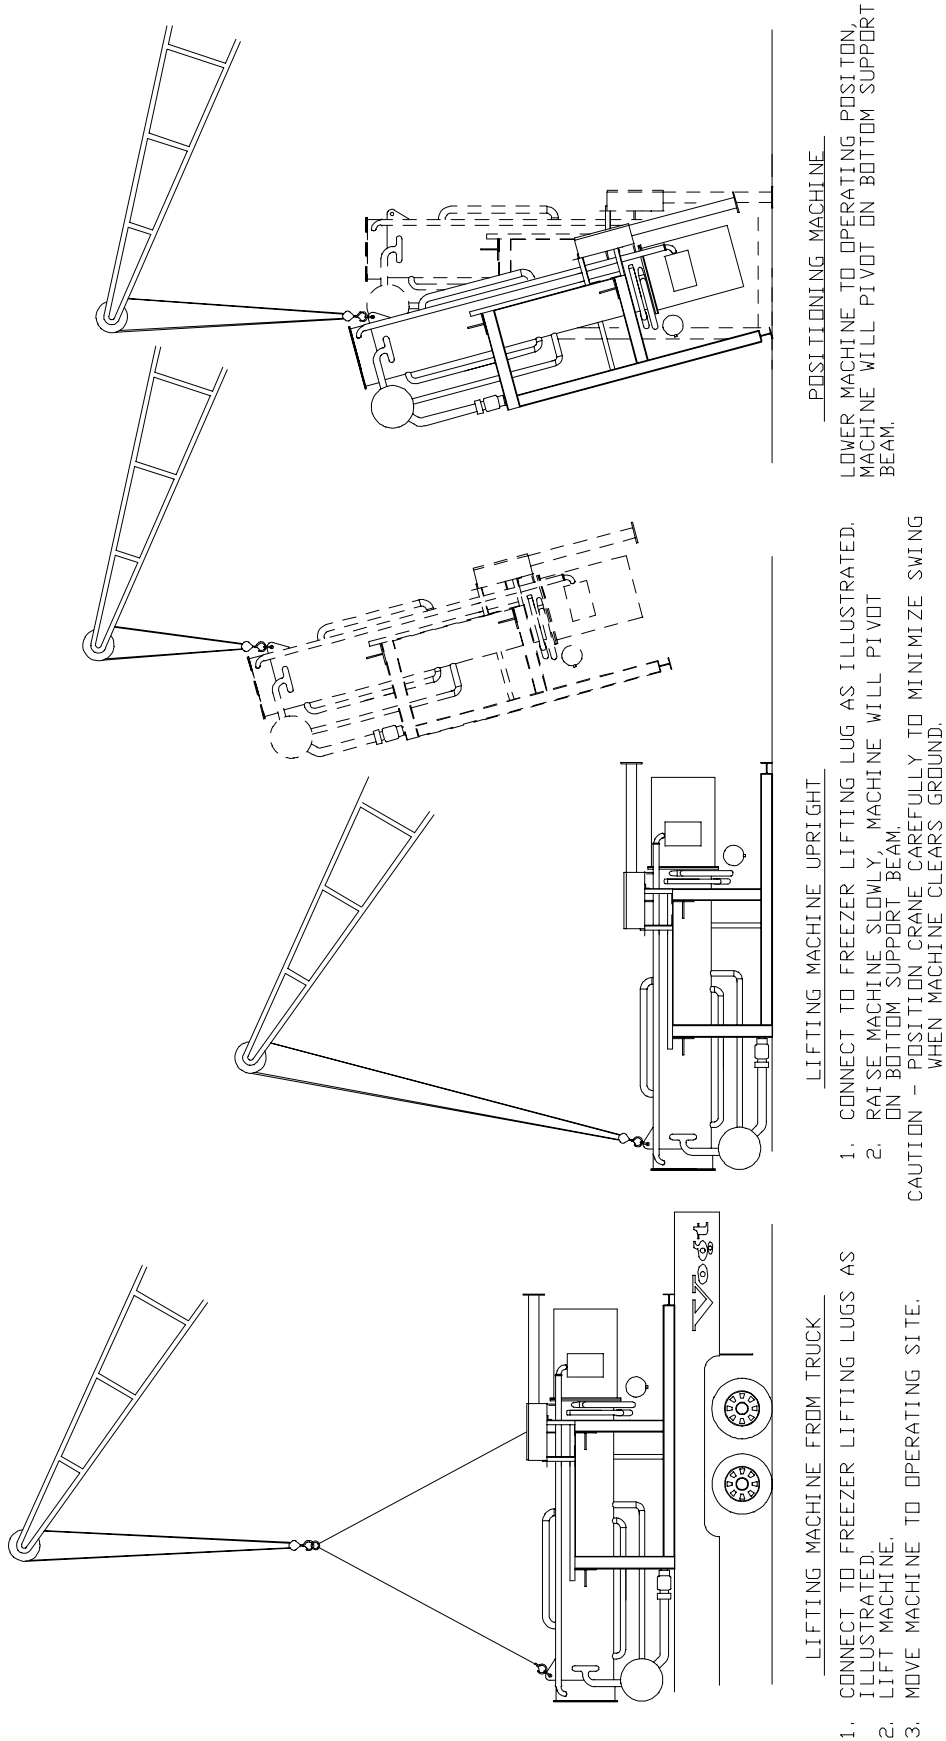 Vogt
LIFTING MACHINE FROM TRUCK
1. CONNECT TO FREEZER LIFTING LUGS AS
ILLUSTRATED.
2. LIFT MACHINE.
3. MOVE MACHINE TO OPERATING SITE.
LIFTING MACHINE UPRIGHT
1. CONNECT TO FREEZER LIFTING LUG AS ILLUSTRATED.
2. RAISE MACHINE SLOWLY, MACHINE WILL PIVOT
ON BOTTOM SUPPORT BEAM.
CAUTION - POSITION CRANE CAREFULLY TO MINIMIZE SWING
WHEN MACHINE CLEARS GROUND.
POSITIONING MACHINE
LOWER MACHINE TO OPERATING POSITON,
MACHINE WILL PIVOT ON BOTTOM SUPPORT
BEAM.